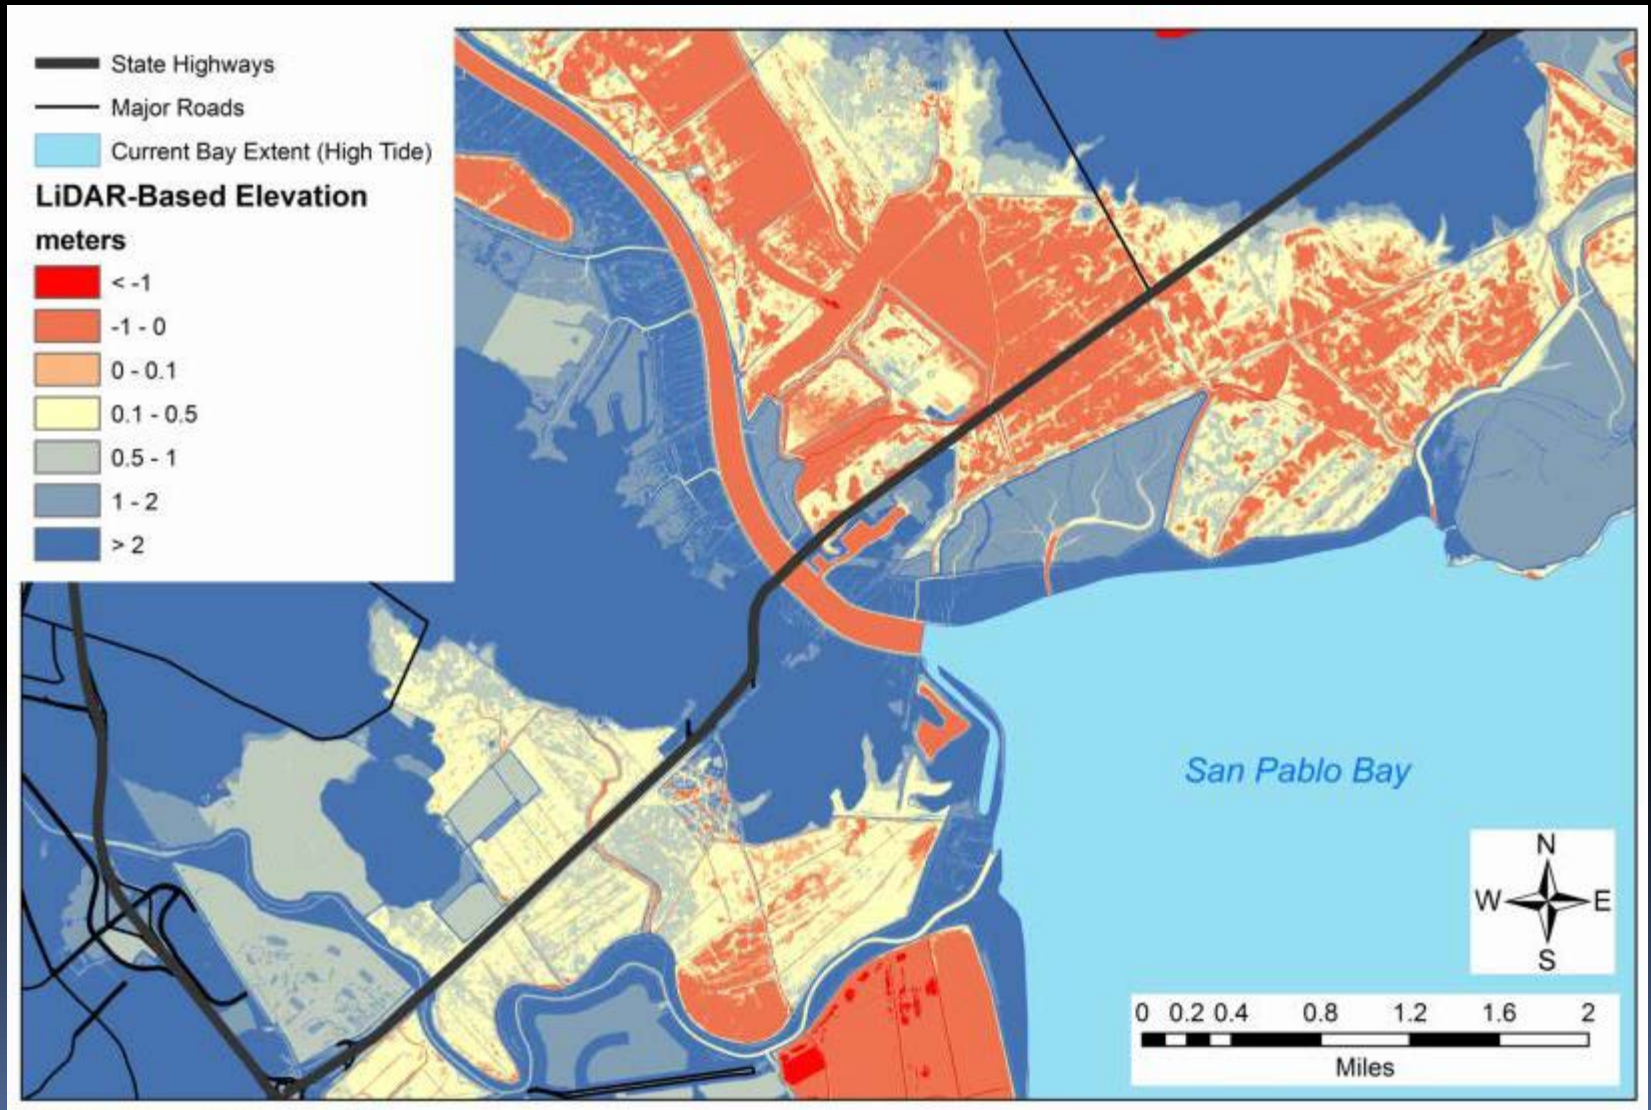 State Highways
Major Roads
Current Bay Extent (High Tide)
LiDAR-Based Elevation
meters
< -1
-1 - 0
0 - 0.1
0.1 - 0.5
0.5 - 1
1 - 2
> 2
San Pablo Bay
N
W E
S
0 0.2 0.4 0.8 1.2 1.6 2
Miles